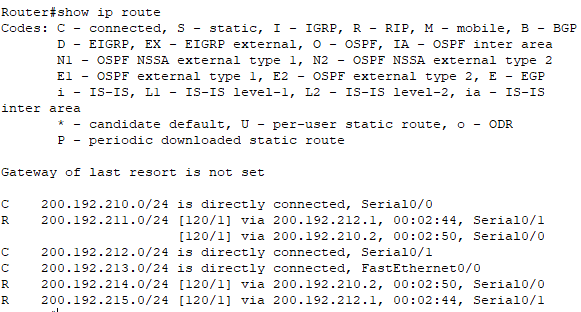 Router#show ip route
Codes: C - connected, S - static, I - IGRP, R - RIP, M - mobile, B - BGP
       D - EIGRP, EX - EIGRP external, O - OSPF, IA - OSPF inter area
       N1 - OSPF NSSA external type 1, N2 - OSPF NSSA external type 2
       E1 - OSPF external type 1, E2 - OSPF external type 2, E - EGP
       i - IS-IS, L1 - IS-IS level-1, L2 - IS-IS level-2, ia - IS-IS
inter area
       * - candidate default, U - per-user static route, o - ODR
       P - periodic downloaded static route

Gateway of last resort is not set

C    200.192.210.0/24 is directly connected, Serial0/0
R    200.192.211.0/24 [120/1] via 200.192.212.1, 00:02:44, Serial0/1
                      [120/1] via 200.192.210.2, 00:02:50, Serial0/0
C    200.192.212.0/24 is directly connected, Serial0/1
C    200.192.213.0/24 is directly connected, FastEthernet0/0
R    200.192.214.0/24 [120/1] via 200.192.210.2, 00:02:50, Serial0/0
R    200.192.215.0/24 [120/1] via 200.192.212.1, 00:02:44, Serial0/1